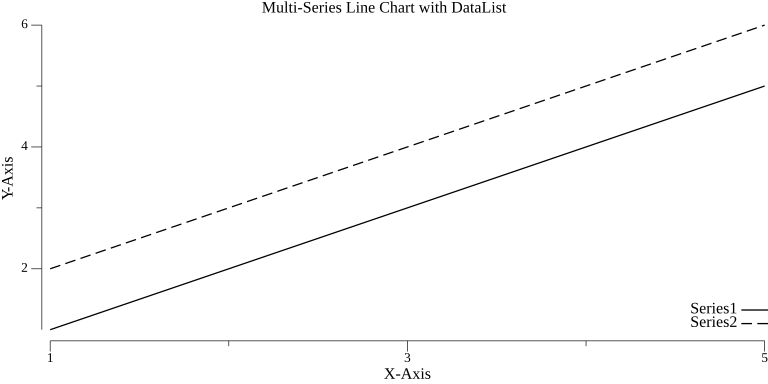 Multi-Series Line Chart with DataList
6
4
2
Y-Axis
Series1
Series2
1
3
5
X-Axis